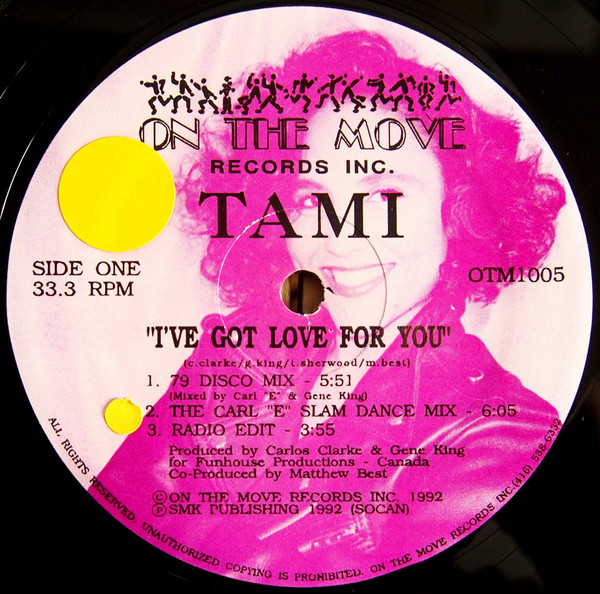 ON THE MOVE
RECORDS INC.
TAMI
SIDE ONE
33.3 RPM
OTM1005
"I'VE GOT LOVE FOR YOU"
(c.clarke/g.king/t.sherwood/m.best)
1. 79 DISCO MIX - 5:51
(Mixed by Carl "E" & Gene King)
2. THE CARL "E" SLAM DANCE MIX - 6:05
3. RADIO EDIT - 3:55
Produced by Carlos Clarke & Gene King
for Funhouse Productions - Canada
Co-Produced by Matthew Best
©ON THE MOVE RECORDS INC. 1992
℗SMK PUBLISHING 1992 (SOCAN)
ALL RIGHTS RESERVED. UNAUTHORIZED COPYING IS PROHIBITED. ON THE MOVE RECORDS INC.(416) 538-6352